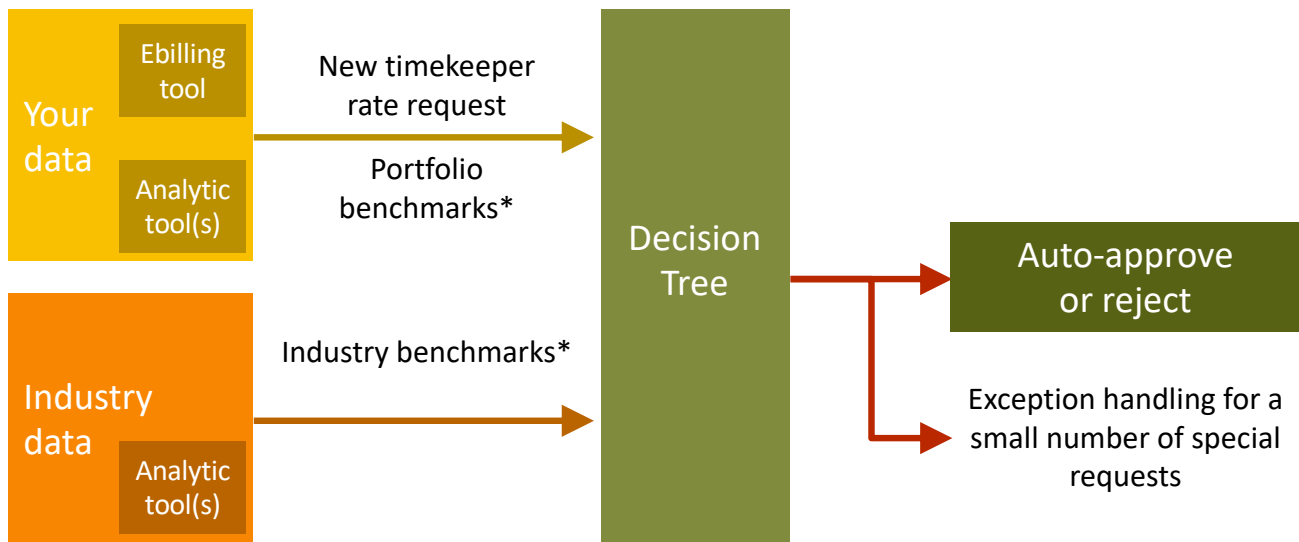 Your
data
Ebilling
tool
Analytic
tool(s)
New timekeeper
rate request
Portfolio
benchmarks*
Industry
data
Analytic
tool(s)
Industry benchmarks*
Decision
Tree
Auto-approve
or reject
Exception handling for a
small number of special
requests